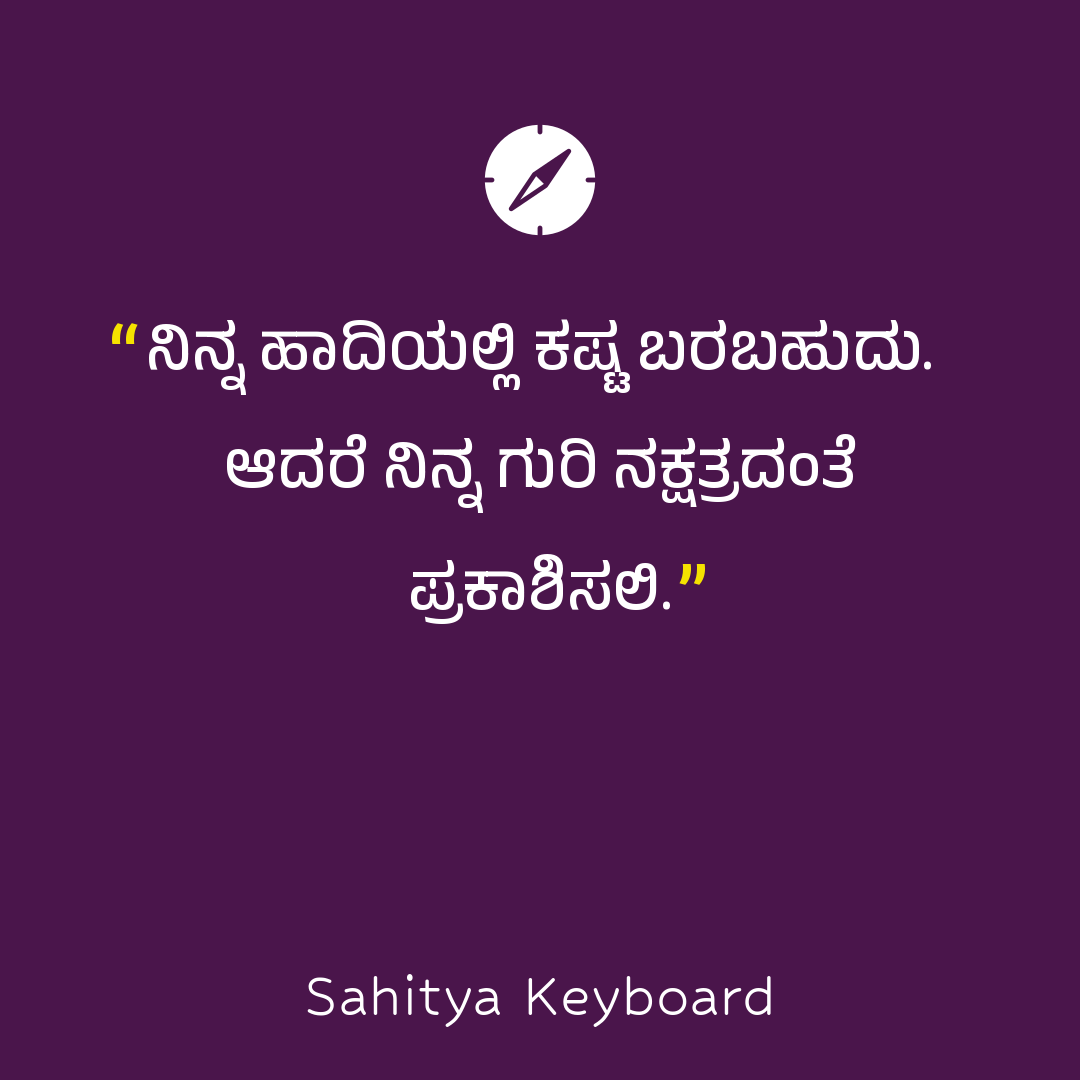 “ನಿನ್ನ ಹಾದಿಯಲ್ಲಿ ಕಷ್ಟ ಬರಬಹುದು.
ಆದರೆ ನಿನ್ನ ಗುರಿ ನಕ್ಷತ್ರದಂತೆ
ಪ್ರಕಾಶಿಸಲಿ.”
Sahitya Keyboard